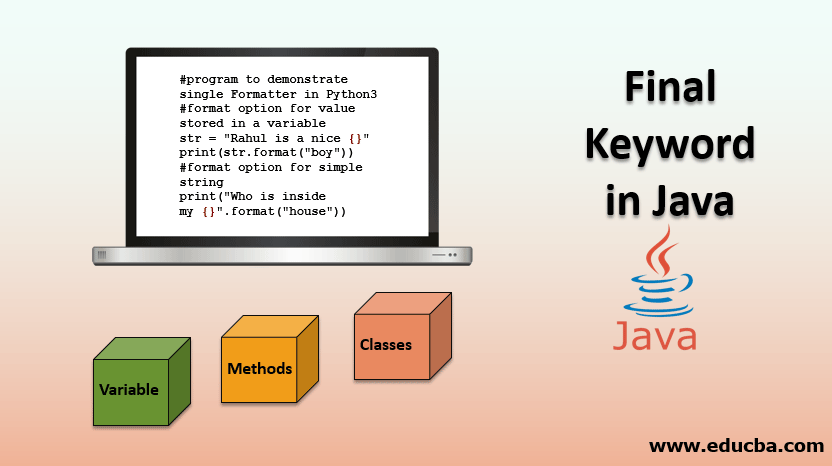 #program to demonstrate
single Formatter in Python3
#format option for value
stored in a variable
str = "Rahul is a nice {}"
print(str.format("boy"))
#format option for simple
string
print("Who is inside
my {}".format("house"))
Final
Keyword
in Java
Java
Variable
Methods
Classes
www.educba.com